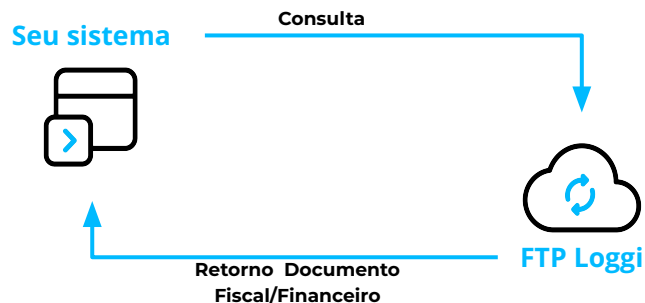 Consulta
Seu sistema
FTP Loggi
Retorno Documento
Fiscal/Financeiro